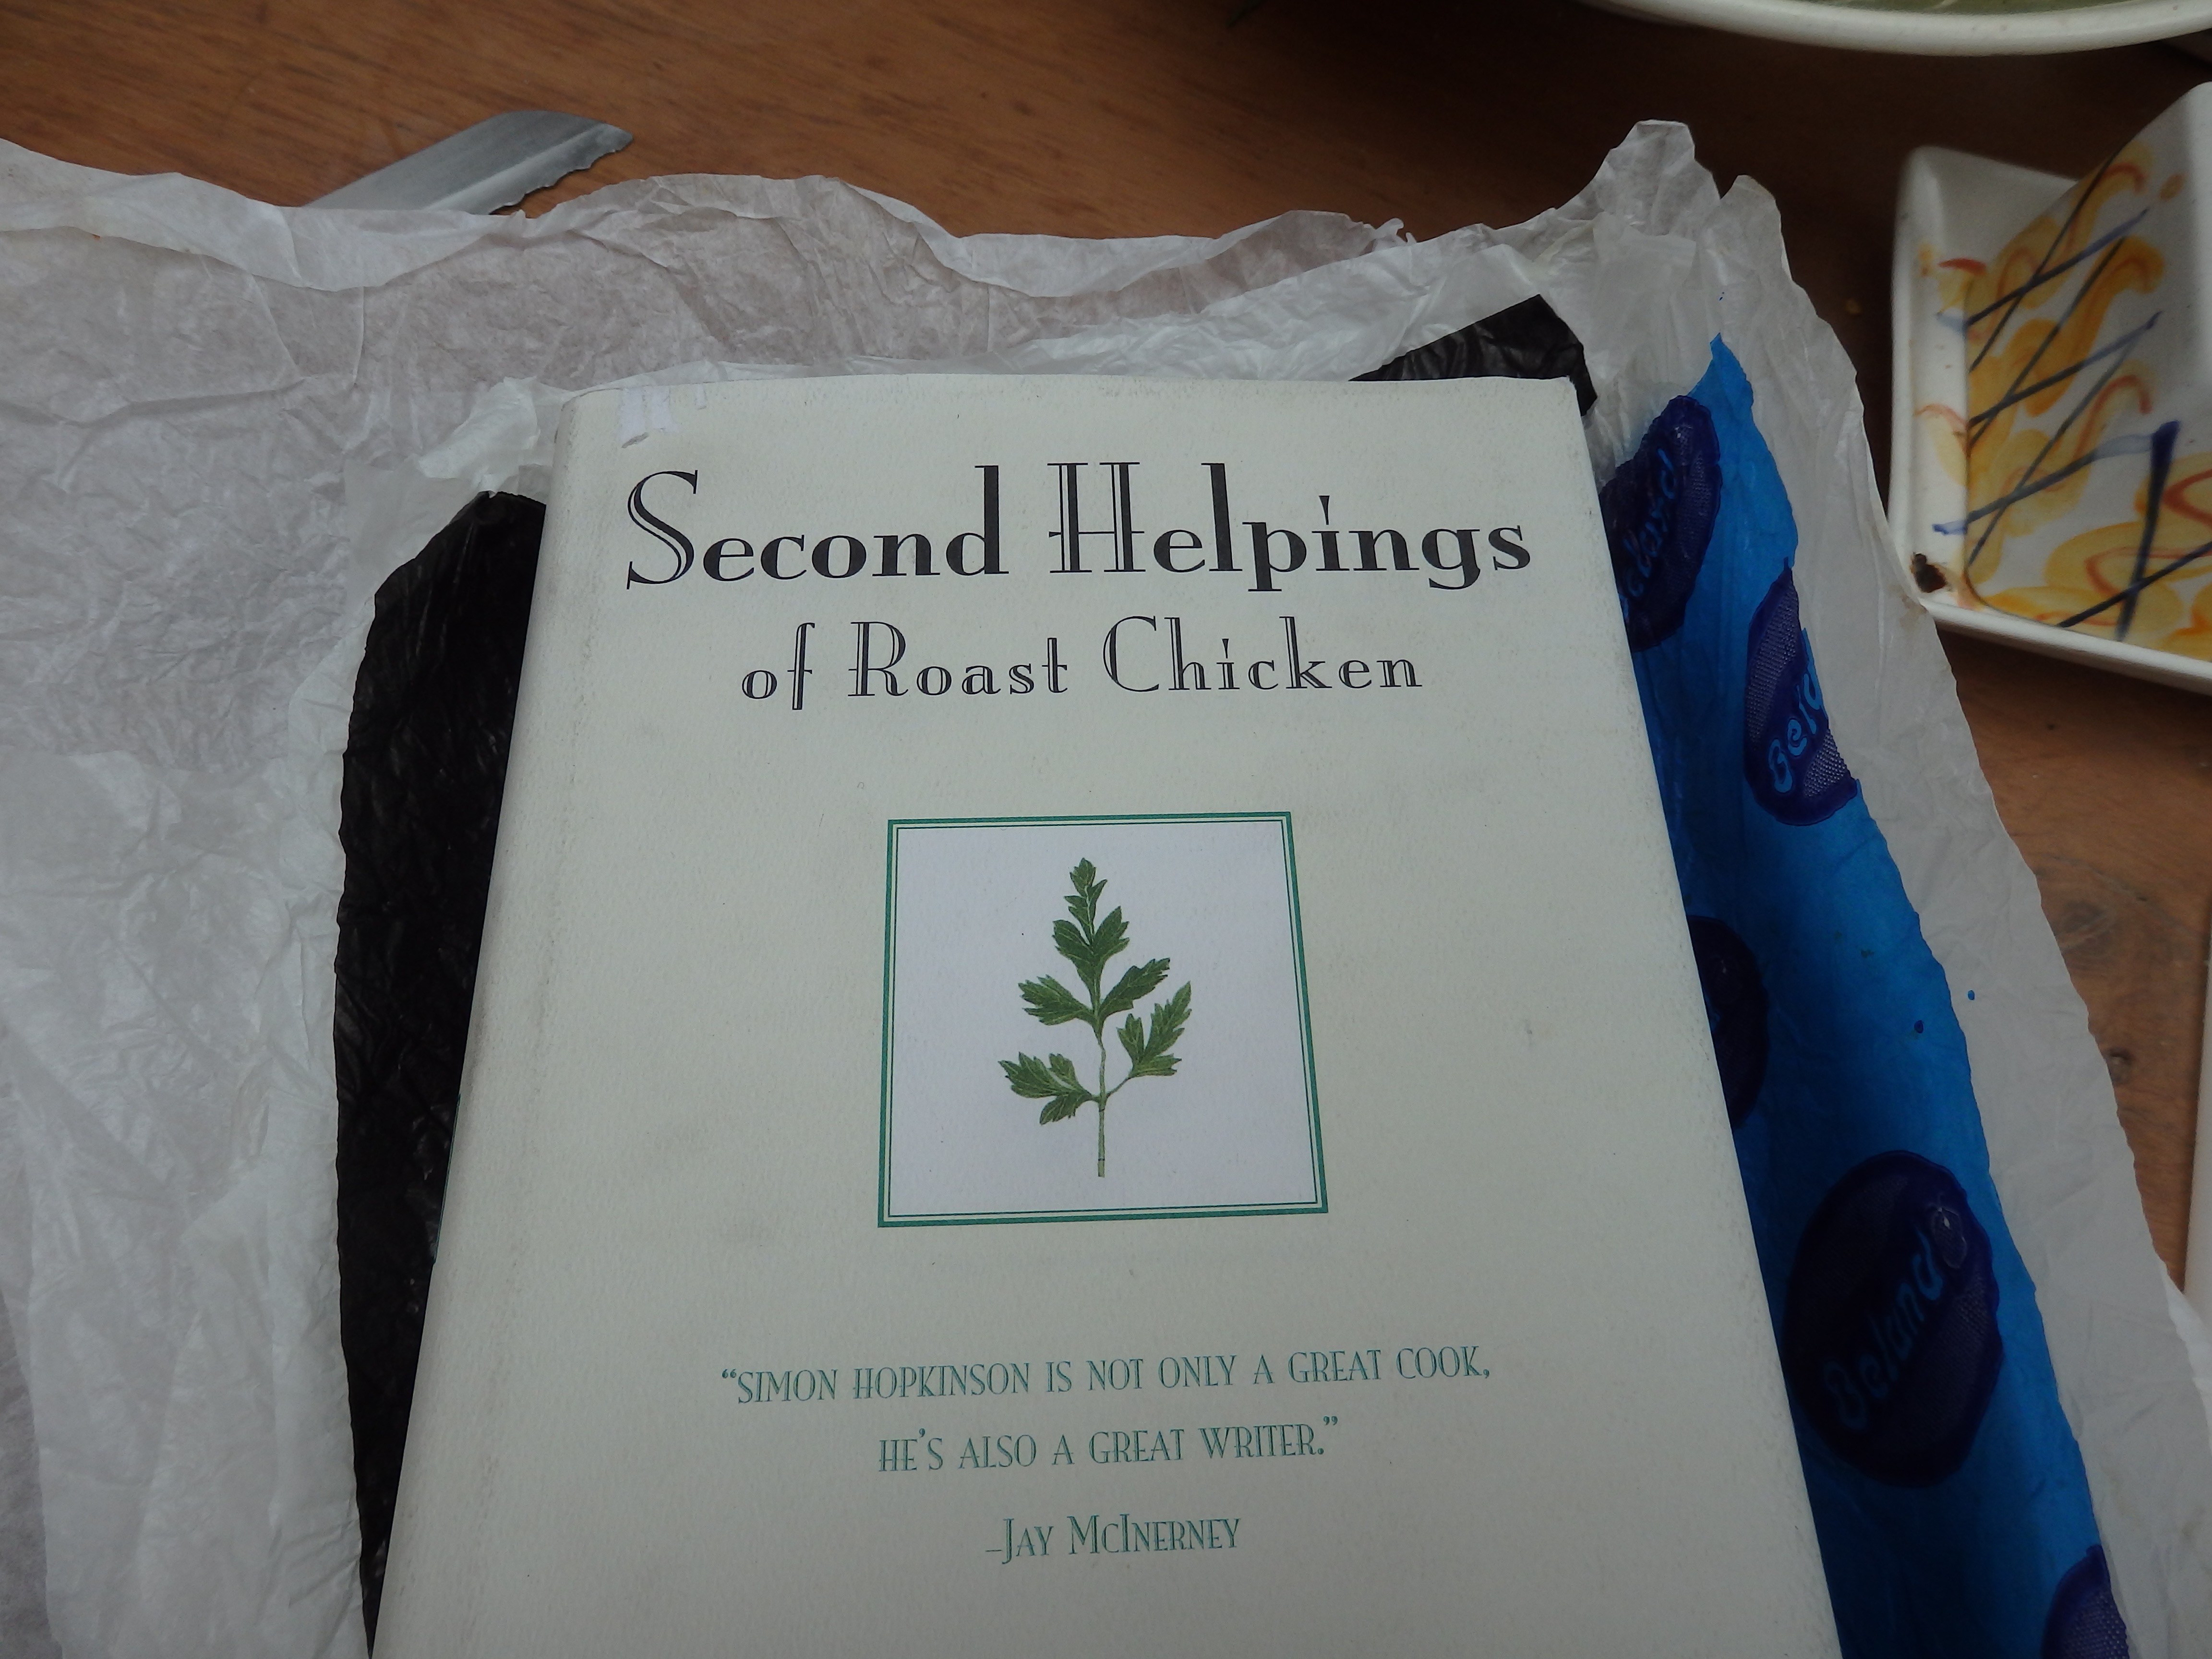 Second Helpings
of Roast Chicken
“SIMON HOPKINSON IS NOT ONLY A GREAT COOK,
HE’S ALSO A GREAT WRITER.”
–JAY MCINERNEY